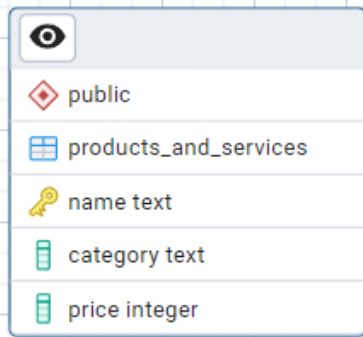 public
products_and_services
name text
category text
price integer